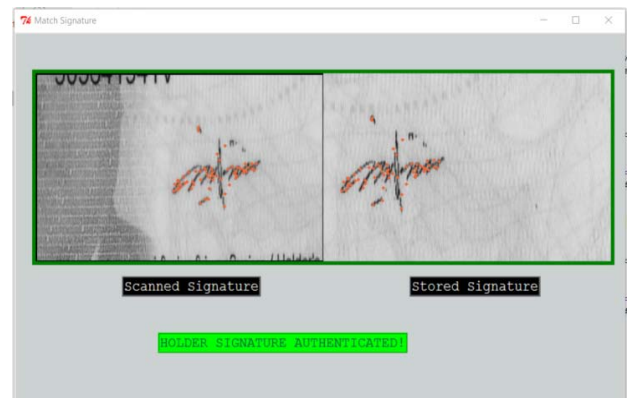 Match Signature
Scanned Signature
Stored Signature
HOLDER SIGNATURE AUTHENTICATED!